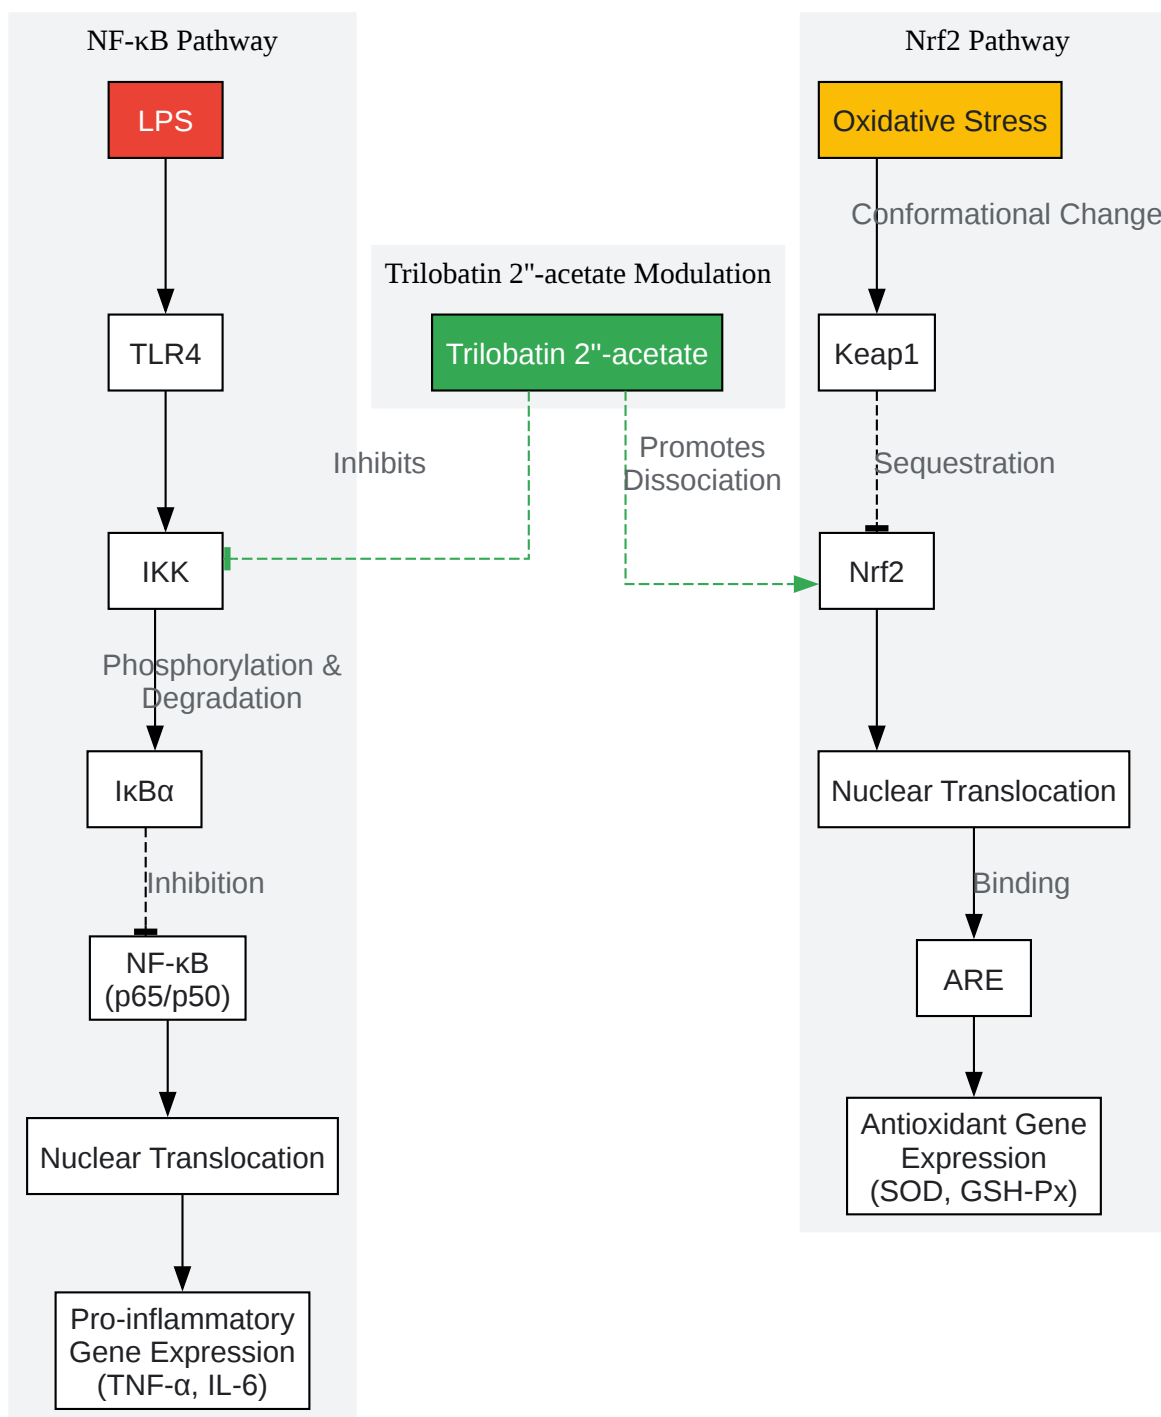 NF-κB Pathway
LPS
TLR4
IKK
Phosphorylation &
Degradation
IκBα
Inhibition
NF-κB
(p65/p50)
Nuclear Translocation
Pro-inflammatory
Gene Expression
(TNF-α, IL-6)
Trilobatin 2"-acetate Modulation
Trilobatin 2"-acetate
Inhibits
Promotes
Dissociation
Nrf2 Pathway
Oxidative Stress
Conformational Change
Keap1
Sequestration
Nrf2
Nuclear Translocation
Binding
ARE
Antioxidant Gene
Expression
(SOD, GSH-Px)